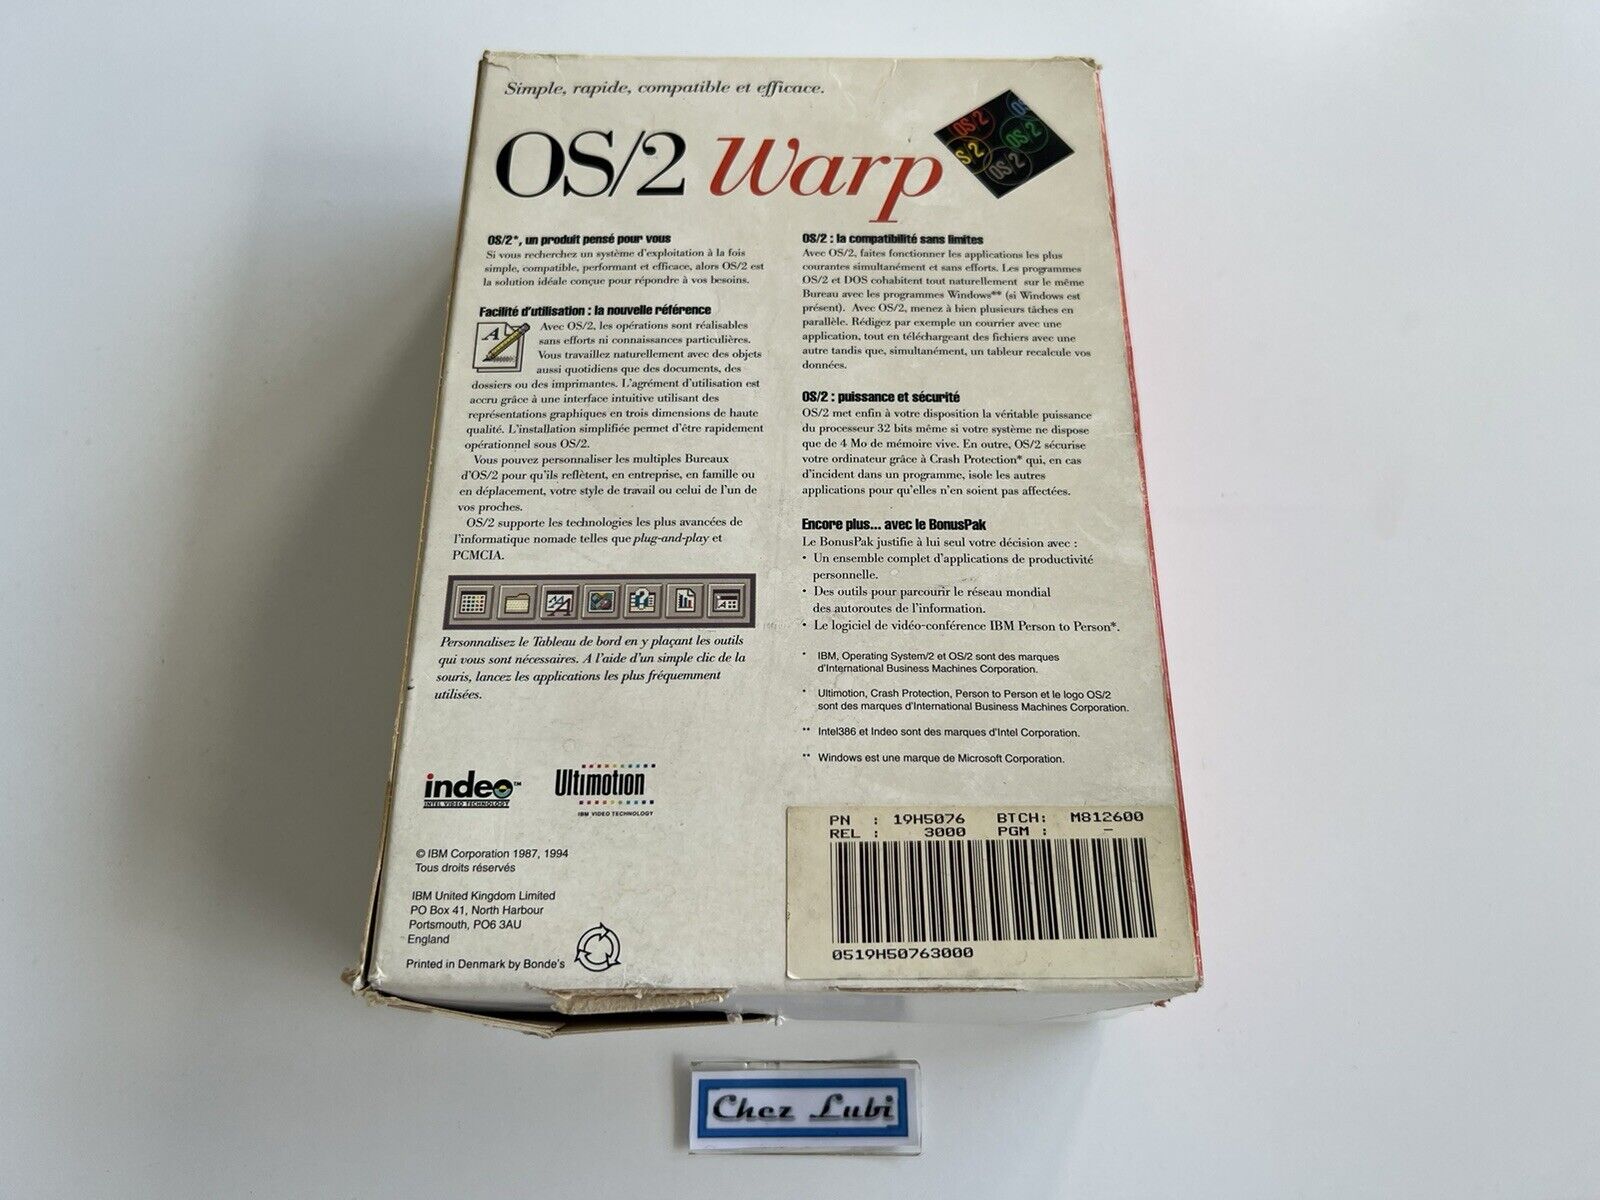 Simple, rapide, compatible et efficace.
OS/2 Warp
OS/2
OS/2
OS/2
S/2
OS/2
OS/2*, un produit pensé pour vous
Si vous recherchez un système d'exploitation à la fois
simple, compatible, performant et efficace, alors OS/2 est
la solution idéale conçue pour répondre à vos besoins.
Facilité d'utilisation : la nouvelle référence
A
Avec OS/2, les opérations sont réalisables
sans efforts ni connaissances particulières.
Vous travaillez naturellement avec des objets
aussi quotidiens que des documents, des
dossiers ou des imprimantes. L'agrément d'utilisation est
accru grâce à une interface intuitive utilisant des
représentations graphiques en trois dimensions de haute
qualité. L'installation simplifiée permet d'être rapidement
opérationnel sous OS/2.
Vous pouvez personnaliser les multiples Bureaux
d'OS/2 pour qu'ils reflètent, en entreprise, en famille ou
en déplacement, votre style de travail ou celui de l'un de
vos proches.
OS/2 supporte les technologies les plus avancées de
l'informatique nomade telles que plug-and-play et
PCMCIA.
Personnalisez le Tableau de bord en y plaçant les outils
qui vous sont nécessaires. A l'aide d'un simple clic de la
souris, lancez les applications les plus fréquemment
utilisées.
indeo™
INTEL VIDEO TECHNOLOGY
Ultimotion
IBM VIDEO TECHNOLOGY
© IBM Corporation 1987, 1994
Tous droits réservés
IBM United Kingdom Limited
PO Box 41, North Harbour
Portsmouth, PO6 3AU
England
Printed in Denmark by Bonde's
OS/2 : la compatibilité sans limites
Avec OS/2, faites fonctionner les applications les plus
courantes simultanément et sans efforts. Les programmes
OS/2 et DOS cohabitent tout naturellement sur le même
Bureau avec les programmes Windows** (si Windows est
présent). Avec OS/2, menez à bien plusieurs tâches en
parallèle. Rédigez par exemple un courrier avec une
application, tout en téléchargeant des fichiers avec une
autre tandis que, simultanément, un tableur recalcule vos
données.
OS/2 : puissance et sécurité
OS/2 met enfin à votre disposition la véritable puissance
du processeur 32 bits même si votre système ne dispose
que de 4 Mo de mémoire vive. En outre, OS/2 sécurise
votre ordinateur grâce à Crash Protection* qui, en cas
d'incident dans un programme, isole les autres
applications pour qu'elles n'en soient pas affectées.
Encore plus... avec le BonusPak
Le BonusPak justifie à lui seul votre décision avec :
• Un ensemble complet d'applications de productivité
personnelle.
• Des outils pour parcourir le réseau mondial
des autoroutes de l'information.
• Le logiciel de vidéo-conférence IBM Person to Person*.
* IBM, Operating System/2 et OS/2 sont des marques
d'International Business Machines Corporation.
* Ultimotion, Crash Protection, Person to Person et le logo OS/2
sont des marques d'International Business Machines Corporation.
** Intel386 et Indeo sont des marques d'Intel Corporation.
** Windows est une marque de Microsoft Corporation.
PN : 19H5076 BTCH: M812600
REL : 3000 PGM : -
0519H50763000
Chez Lubi